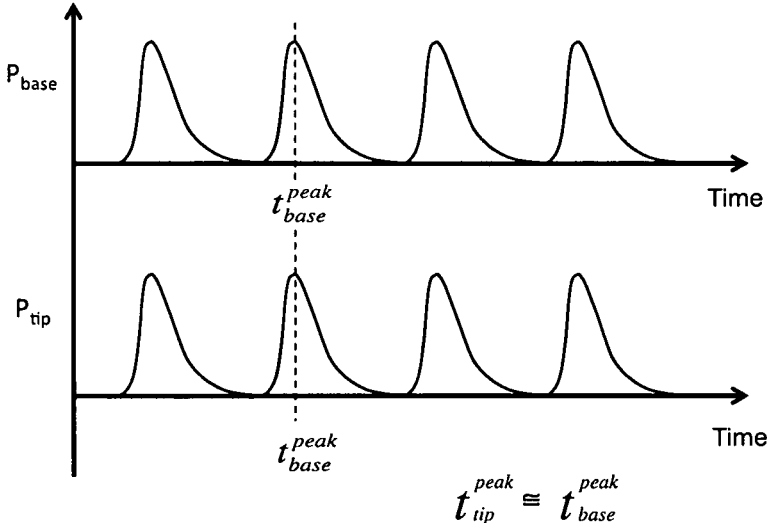 P_base
t_base^peak
Time
P_tip
t_base^peak
Time
t_tip^peak ≅ t_base^peak